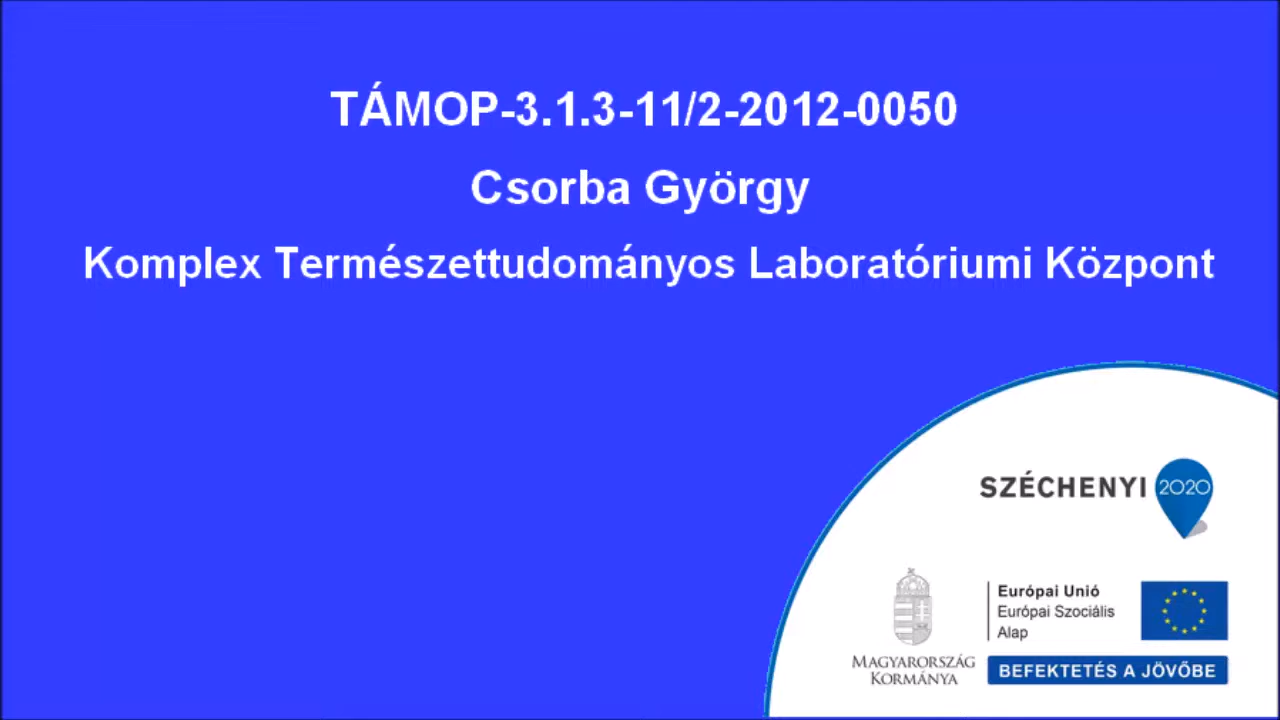 TÁMOP-3.1.3-11/2-2012-0050
Csorba György
Komplex Természettudományos Laboratóriumi Központ
SZÉCHENYI 2020
MAGYARORSZÁG
KORMÁNYA
Európai Unió
Európai Szociális
Alap
BEFEKTETÉS A JÖVŐBE